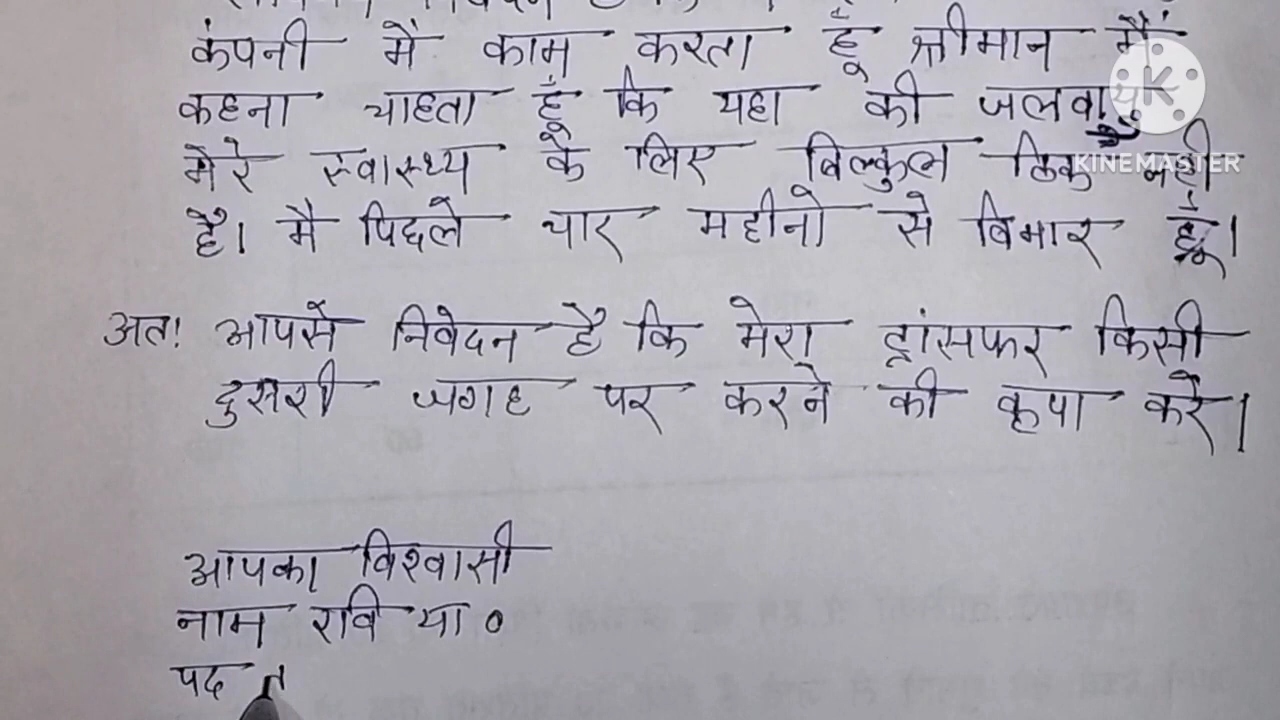 कंपनी में काम करता हूँ श्रीमान मैं
कहना चाहता हूँ कि यहा की जलवायु
मेरे स्वास्थ्य के लिए बिल्कुल ठिक नही
है। मै पिछले चार महीनो से बिमार हूँ।
अतः आपसे निवेदन है कि मेरा ट्रांसफर किसी
दुसरी जगह पर करने की कृपा करे।
आपका विश्वासी
नाम रवि या०
पद
K
KINEMASTER